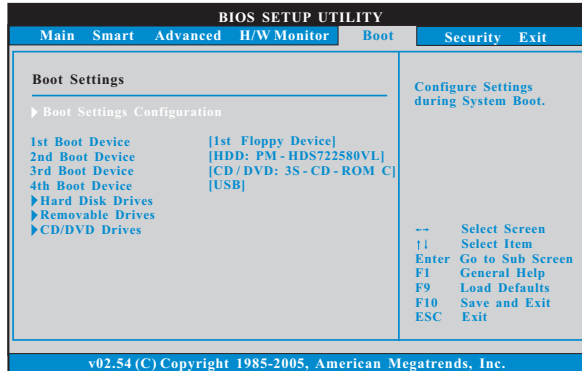 BIOS SETUP UTILITY
Main Smart Advanced H/W Monitor Boot Security Exit
Boot Settings
Boot Settings Configuration
1st Boot Device [1st Floppy Device]
2nd Boot Device [HDD: PM - HDS722580VL]
3rd Boot Device [CD / DVD: 3S - CD - ROM C]
4th Boot Device [USB]
Hard Disk Drives
Removable Drives
CD/DVD Drives
Configure Settings
during System Boot.
←→ Select Screen
↑↓ Select Item
Enter Go to Sub Screen
F1 General Help
F9 Load Defaults
F10 Save and Exit
ESC Exit
v02.54 (C) Copyright 1985-2005, American Megatrends, Inc.